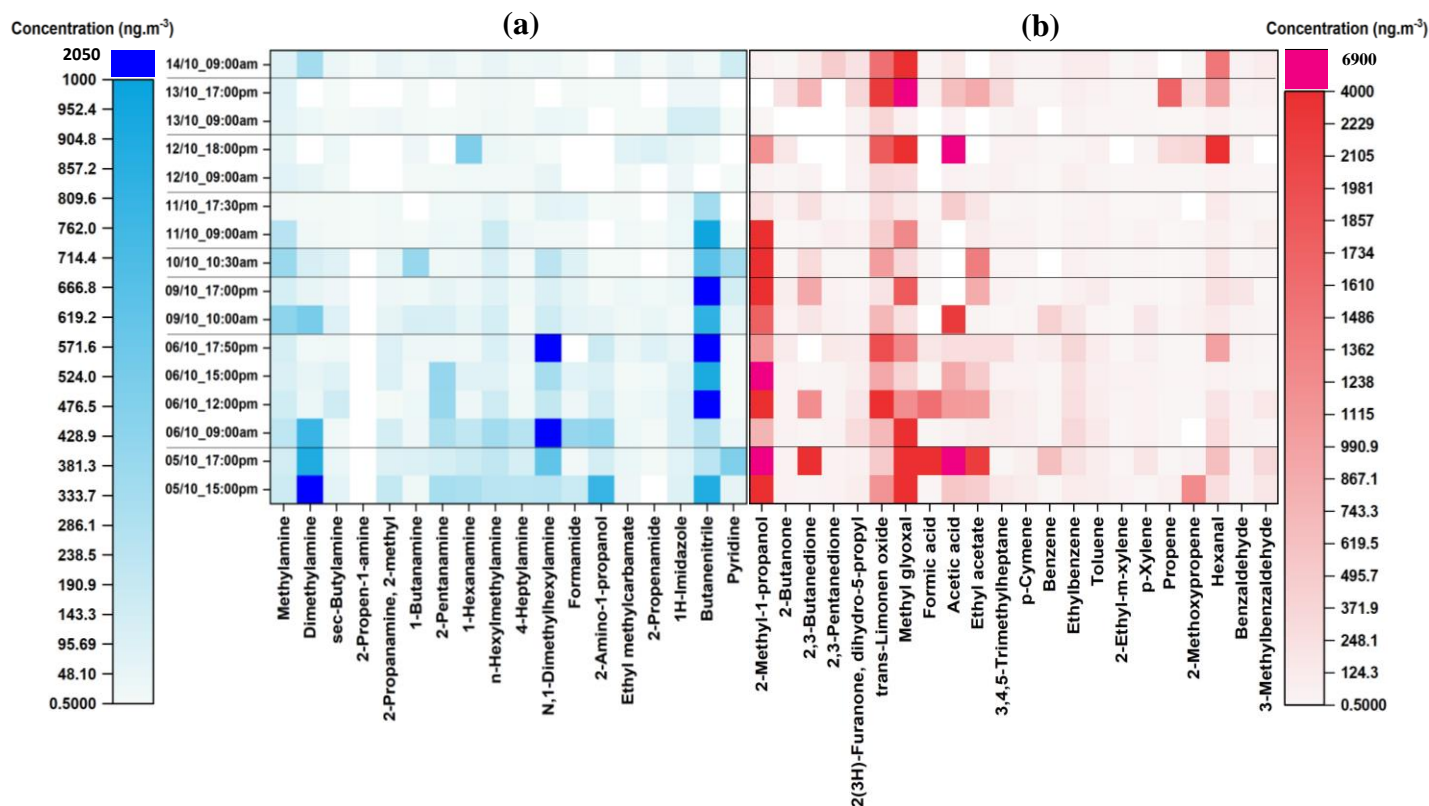 (a)
(b)
Concentration (ng.m-3)
Concentration (ng.m-3)
2050
1000
952.4
904.8
857.2
809.6
762.0
714.4
666.8
619.2
571.6
524.0
476.5
428.9
381.3
333.7
286.1
238.5
190.9
143.3
95.69
48.10
0.5000
14/10_09:00am
13/10_17:00pm
13/10_09:00am
12/10_18:00pm
12/10_09:00am
11/10_17:30pm
11/10_09:00am
10/10_10:30am
09/10_17:00pm
09/10_10:00am
06/10_17:50pm
06/10_15:00pm
06/10_12:00pm
06/10_09:00am
05/10_17:00pm
05/10_15:00pm
Methylamine
Dimethylamine
sec-Butylamine
2-Propen-1-amine
2-Propanamine, 2-methyl
1-Butanamine
2-Pentamine
1-Hexanamine
n-Hexylmethylamine
4-Heptylamine
N,1-Dimethylhexylamine
Formamide
2-Amino-1-propanol
Ethyl methylcarbamate
2-Propenamide
1H-Imidazole
Butanenitrile
Pyridine
2-Methyl-1-propanol
2-Butanone
2,3-Butanedione
2,3-Pentanedione
2(3H)-Furanone, dihydro-5-propyl
trans-Limonen oxide
Methyl glyoxal
Formic acid
Acetic acid
Ethyl acetate
3,4,5-Trimethylheptane
p-Cymene
Benzene
Ethylbenzene
Toluene
2-Ethyl-m-xylene
p-Xylene
Propene
2-Methoxypropene
Hexanal
Benzaldehyde
3-Methylbenzaldehyde
6900
4000
2229
2105
1981
1857
1734
1610
1486
1362
1238
1115
990.9
867.1
743.3
619.5
495.7
371.9
248.1
124.3
0.5000